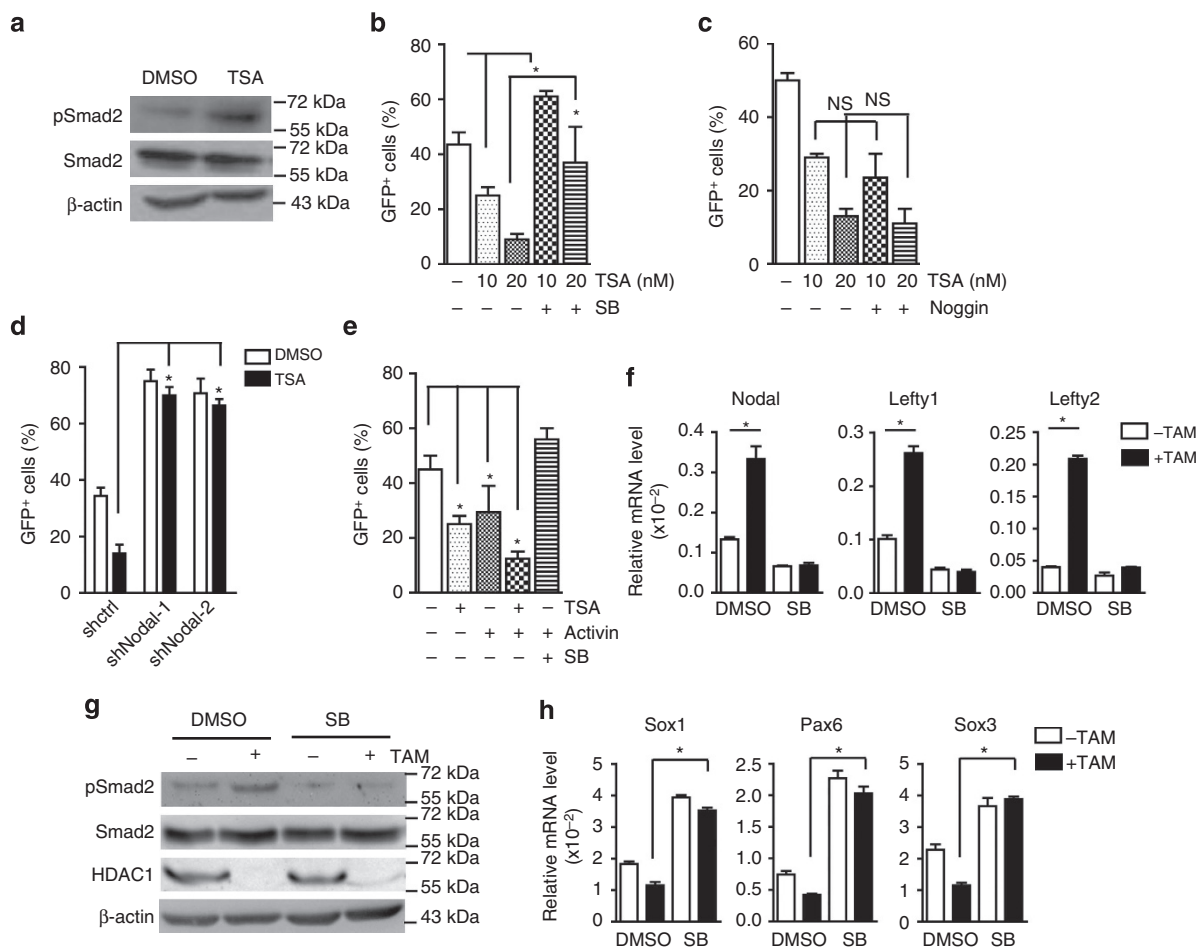 a
DMSO TSA
pSmad2
72 kDa
55 kDa
Smad2
72 kDa
55 kDa
β-actin
43 kDa
b
GFP+ cells (%)
80
60
40
20
0
*
*
– 10 20 10 20 TSA (nM)
– – – + + SB
c
GFP+ cells (%)
60
40
20
0
NS NS
– 10 20 10 20 TSA (nM)
– – – + + Noggin
d
GFP+ cells (%)
80
60
40
20
0
* *
DMSO
TSA
shctrl
shNodal-1
shNodal-2
e
GFP+ cells (%)
80
60
40
20
0
* * *
– + – + – TSA
– – + + + Activin
– – – – + SB
f
Relative mRNA level
(x10−2)
Nodal
0.4
0.3
0.2
0.1
0.0
*
DMSO SB
Lefty1
0.3
0.2
0.1
0.0
*
DMSO SB
Lefty2
0.25
0.20
0.15
0.10
0.05
0.00
*
DMSO SB
–TAM
+TAM
g
DMSO SB
– + – + TAM
pSmad2
72 kDa
55 kDa
Smad2
72 kDa
55 kDa
HDAC1
72 kDa
55 kDa
β-actin
43 kDa
h
Relative mRNA level
(x10−2)
Sox1
5
4
3
2
1
0
*
DMSO SB
Pax6
2.5
2.0
1.5
1.0
0.5
0.0
*
DMSO SB
Sox3
5
4
3
2
1
0
*
DMSO SB
–TAM
+TAM